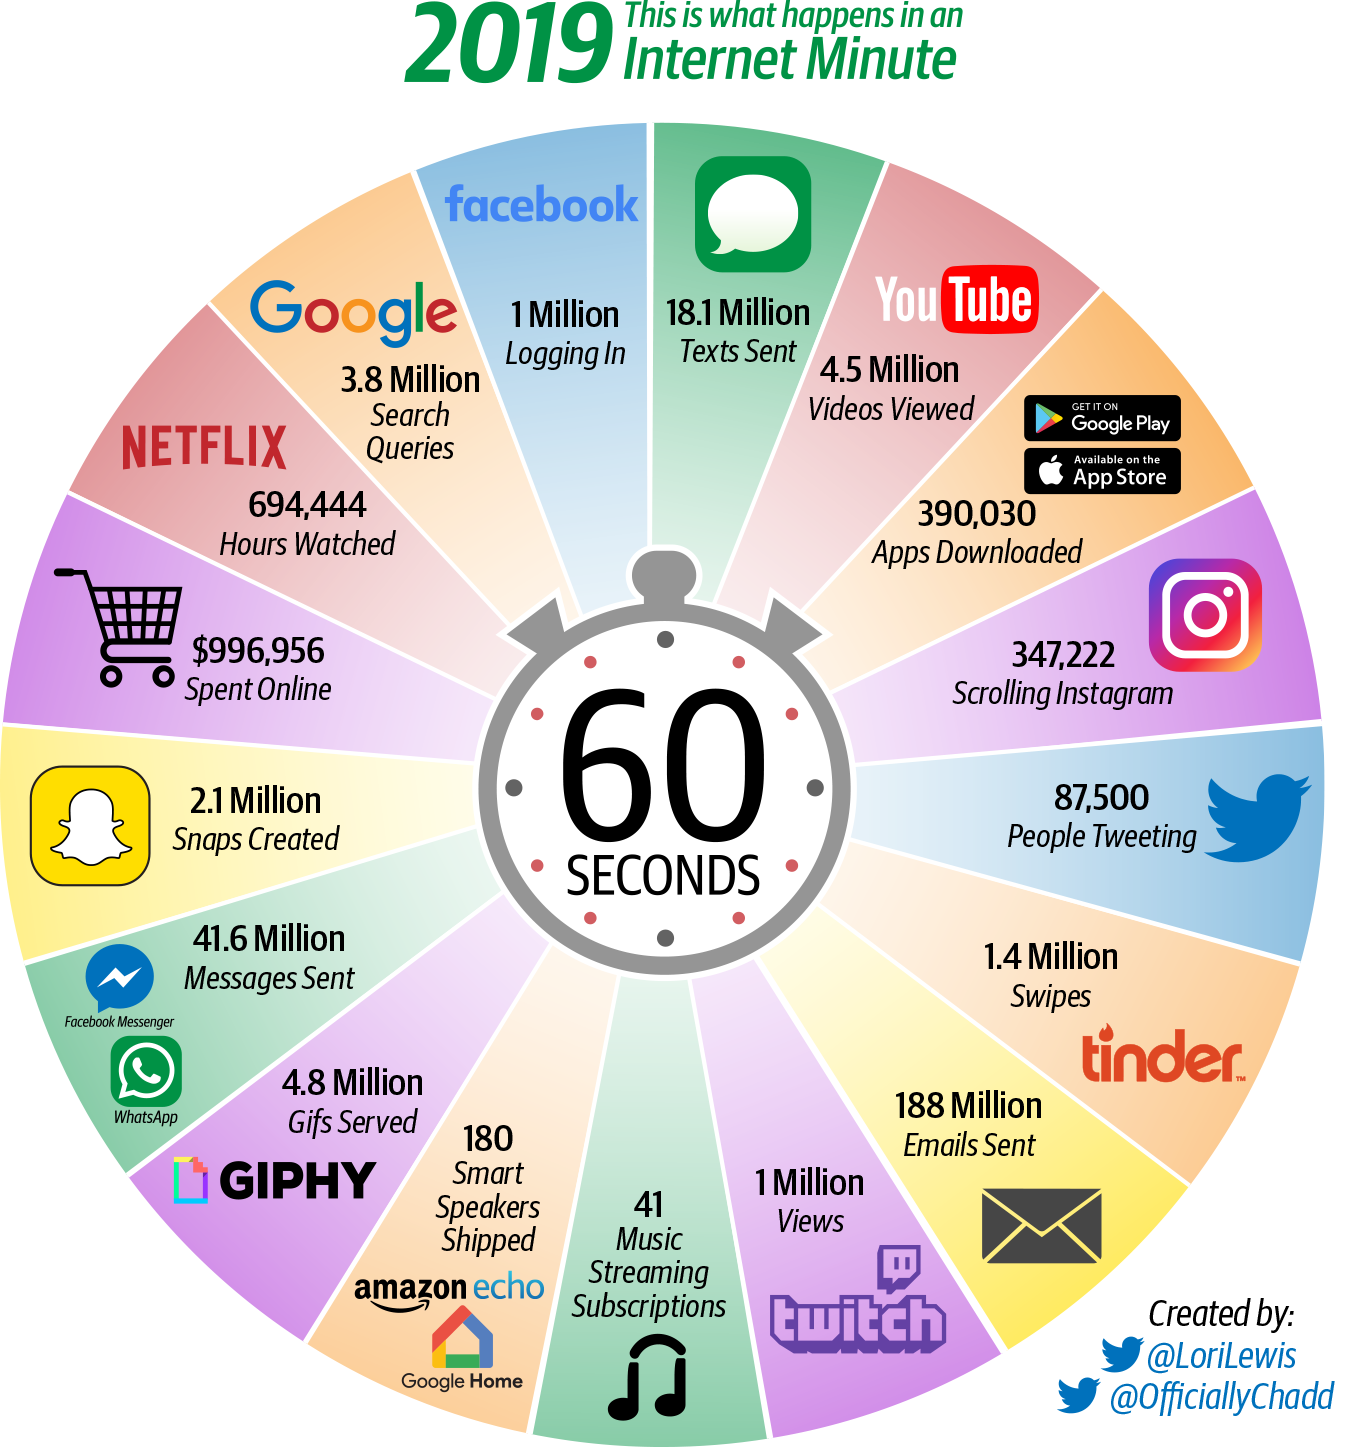 2019
This is what happens in an
Internet Minute
facebook
1 Million
Logging In
18.1 Million
Texts Sent
YouTube
4.5 Million
Videos Viewed
GET IT ON
Google Play
Available on the
App Store
390,030
Apps Downloaded
347,222
Scrolling Instagram
87,500
People Tweeting
1.4 Million
Swipes
tinder™
188 Million
Emails Sent
1 Million
Views
twitch
41
Music
Streaming
Subscriptions
180
Smart
Speakers
Shipped
amazon echo
Google Home
4.8 Million
Gifs Served
GIPHY
41.6 Million
Messages Sent
Facebook Messenger
WhatsApp
2.1 Million
Snaps Created
$996,956
Spent Online
NETFLIX
694,444
Hours Watched
Google
3.8 Million
Search
Queries
60
SECONDS
Created by:
@LoriLewis
@OfficiallyChadd